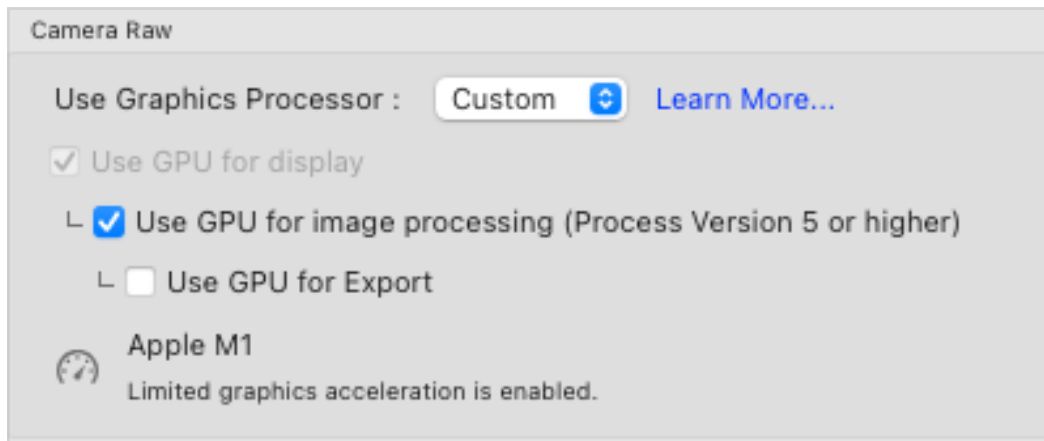 Camera Raw
Use Graphics Processor : Custom Learn More...
Use GPU for display
Use GPU for image processing (Process Version 5 or higher)
Use GPU for Export
Apple M1
Limited graphics acceleration is enabled.